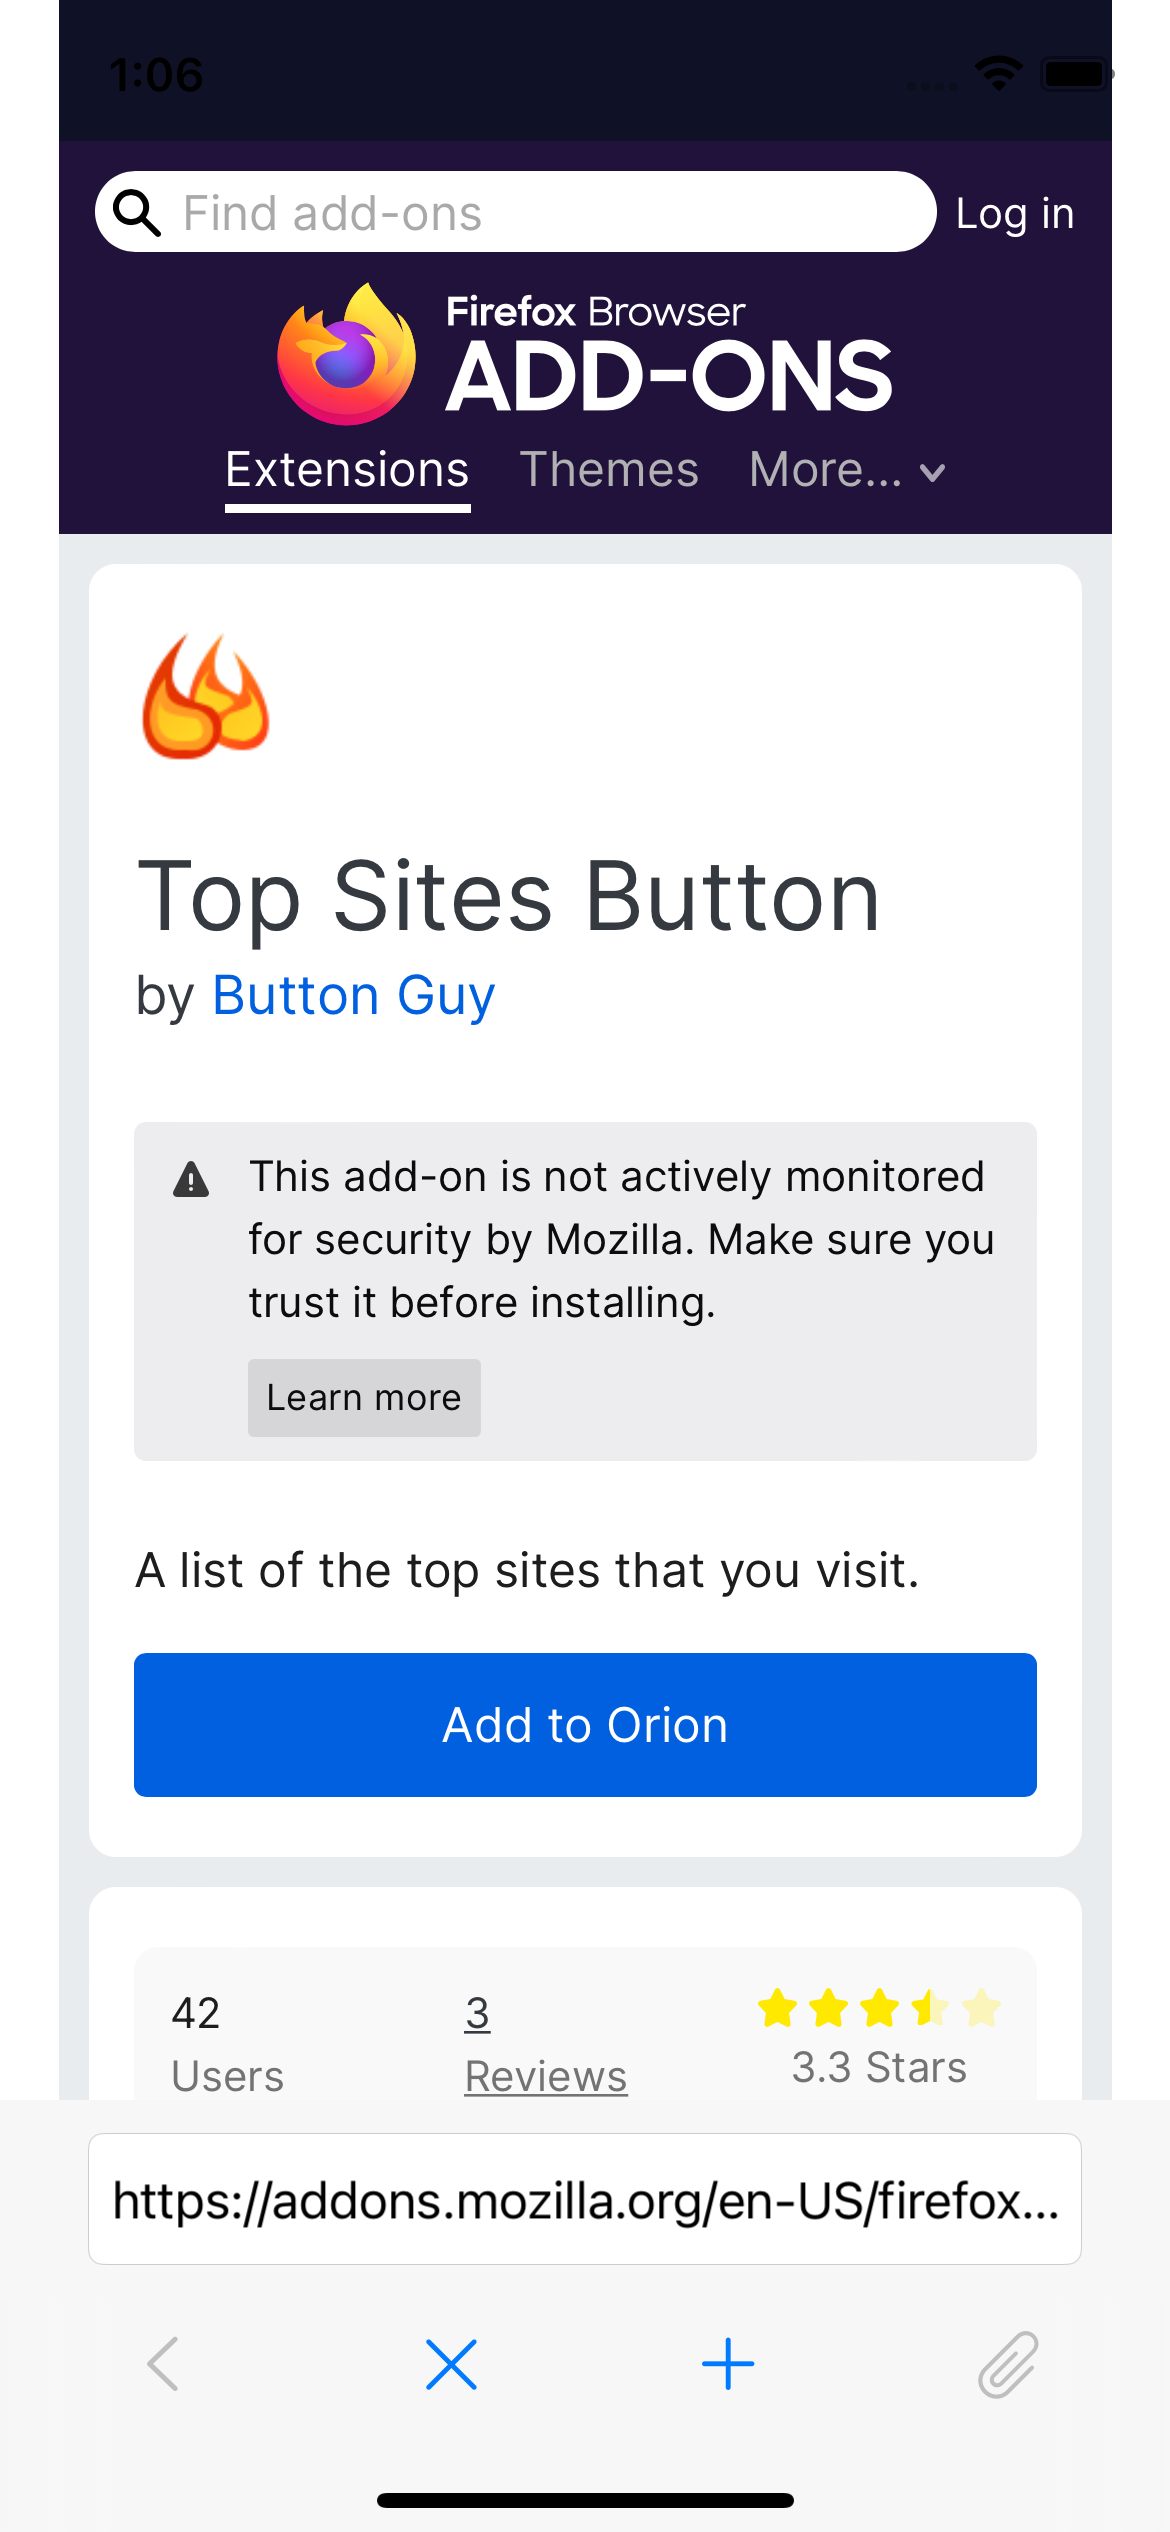 1:06
Find add-ons
Log in
Firefox Browser
ADD-ONS
Extensions Themes More...
Top Sites Button
by Button Guy
This add-on is not actively monitored
for security by Mozilla. Make sure you
trust it before installing.
Learn more
A list of the top sites that you visit.
Add to Orion
42 3
Users Reviews 3.3 Stars
https://addons.mozilla.org/en-US/firefox...